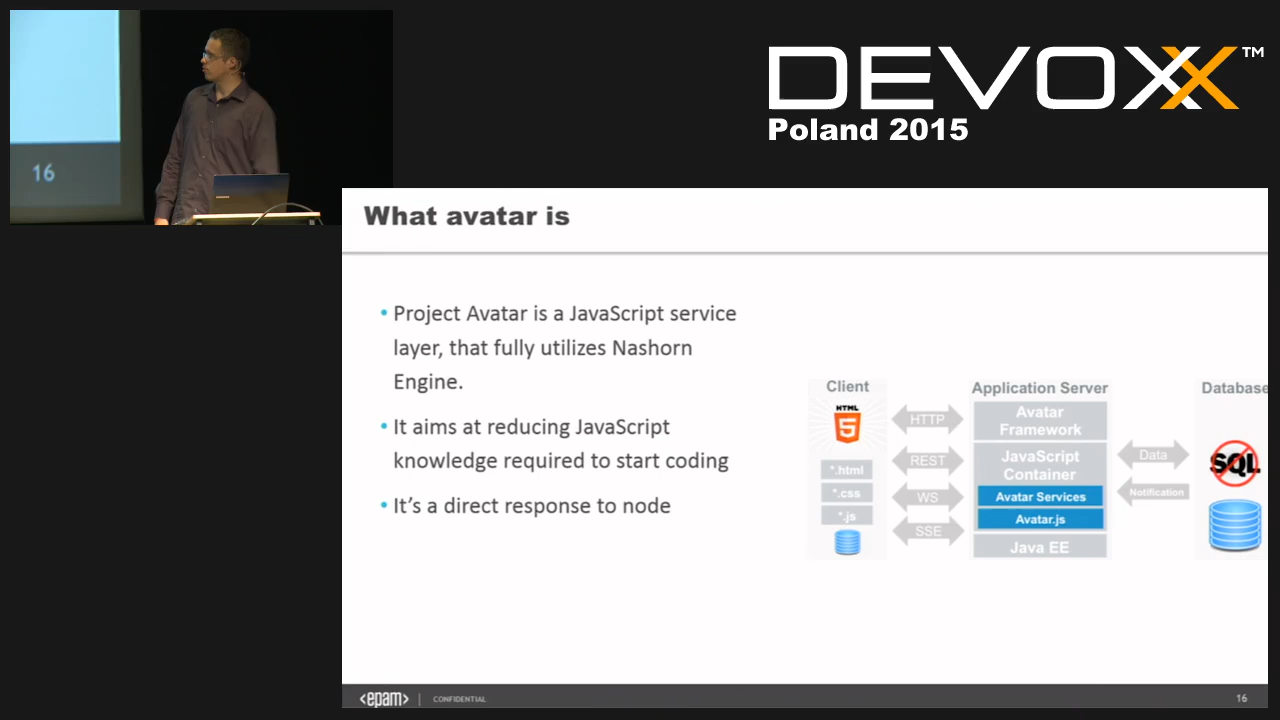 16
DEVOXX™
Poland 2015
What avatar is
• Project Avatar is a JavaScript service
layer, that fully utilizes Nashorn
Engine.
• It aims at reducing JavaScript
knowledge required to start coding
• It's a direct response to node
Client
HTML
5
*.html
*.css
*.js
HTTP
REST
WS
SSE
Application Server
Avatar
Framework
JavaScript
Container
Avatar Services
Avatar.js
Java EE
Data
Notification
Database
SQL
<epam>
CONFIDENTIAL
16